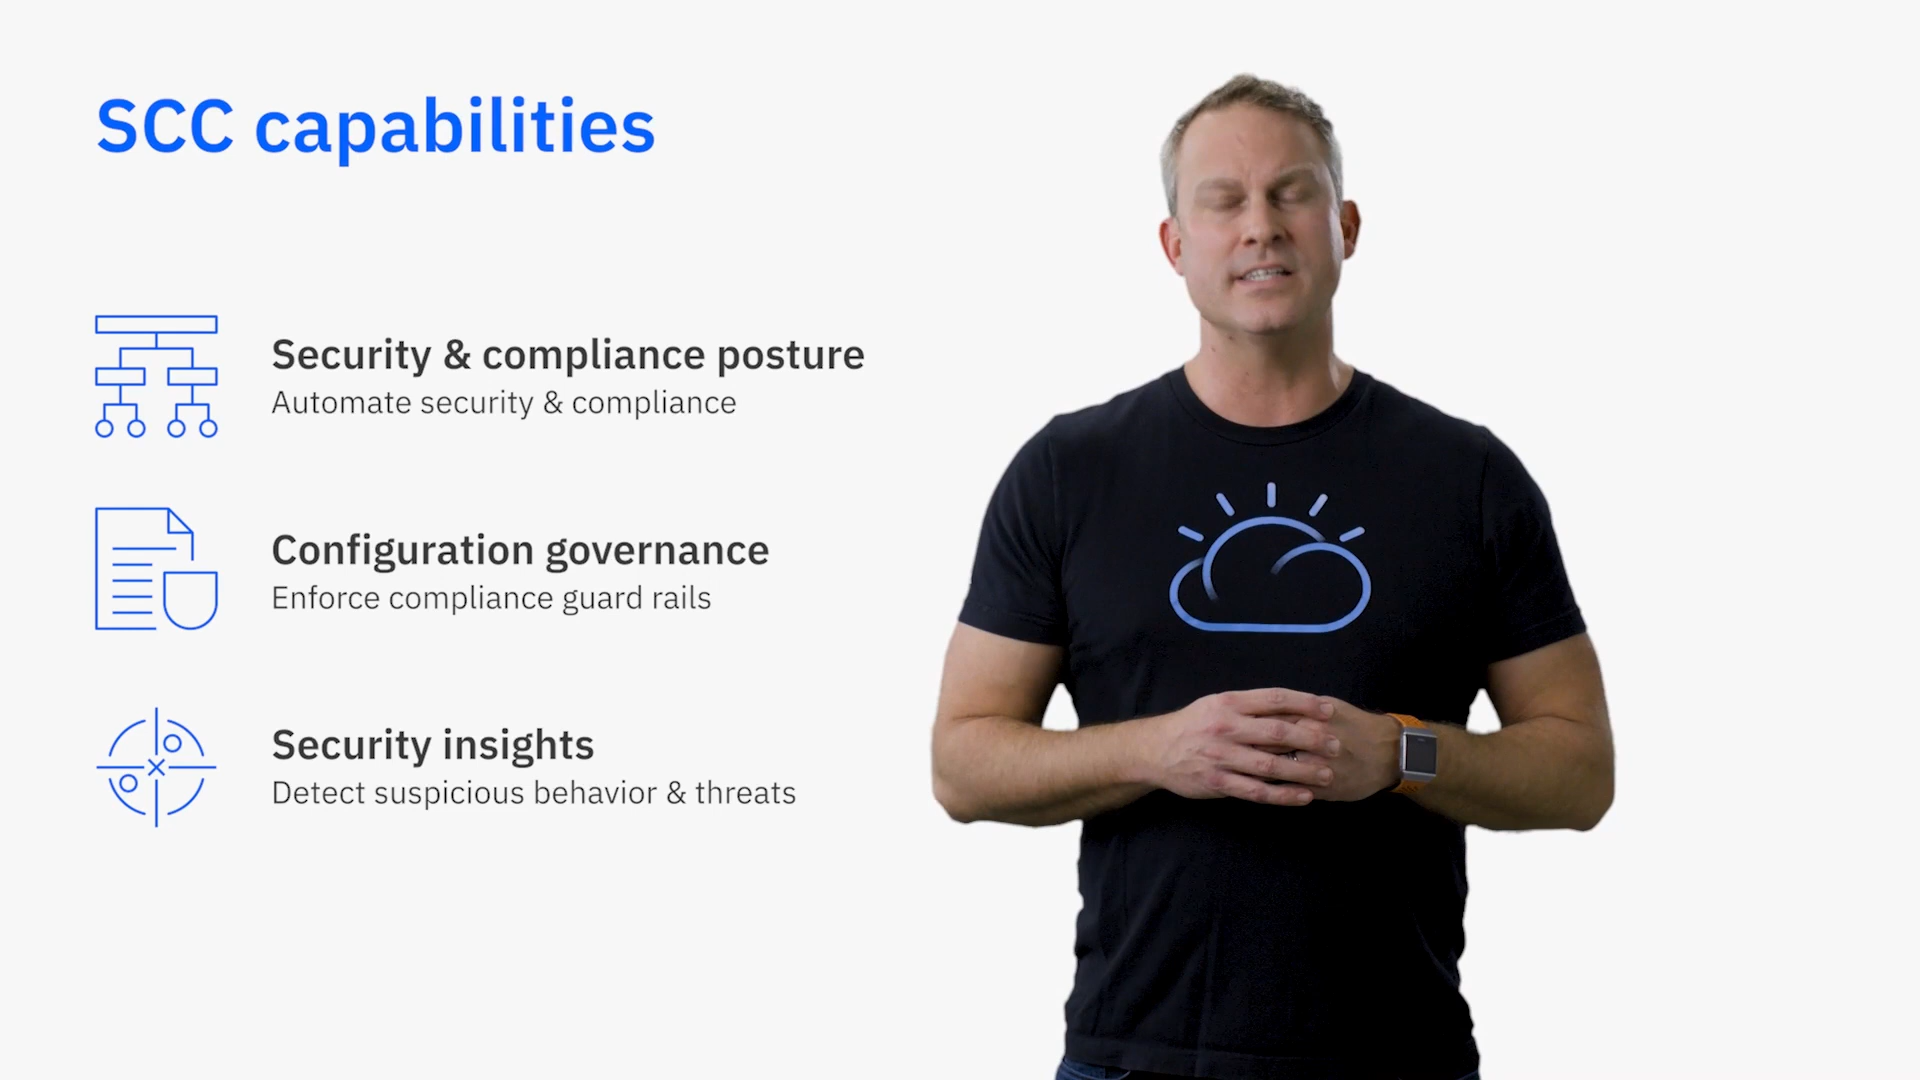 SCC capabilities
Security & compliance posture
Automate security & compliance
Configuration governance
Enforce compliance guard rails
Security insights
Detect suspicious behavior & threats